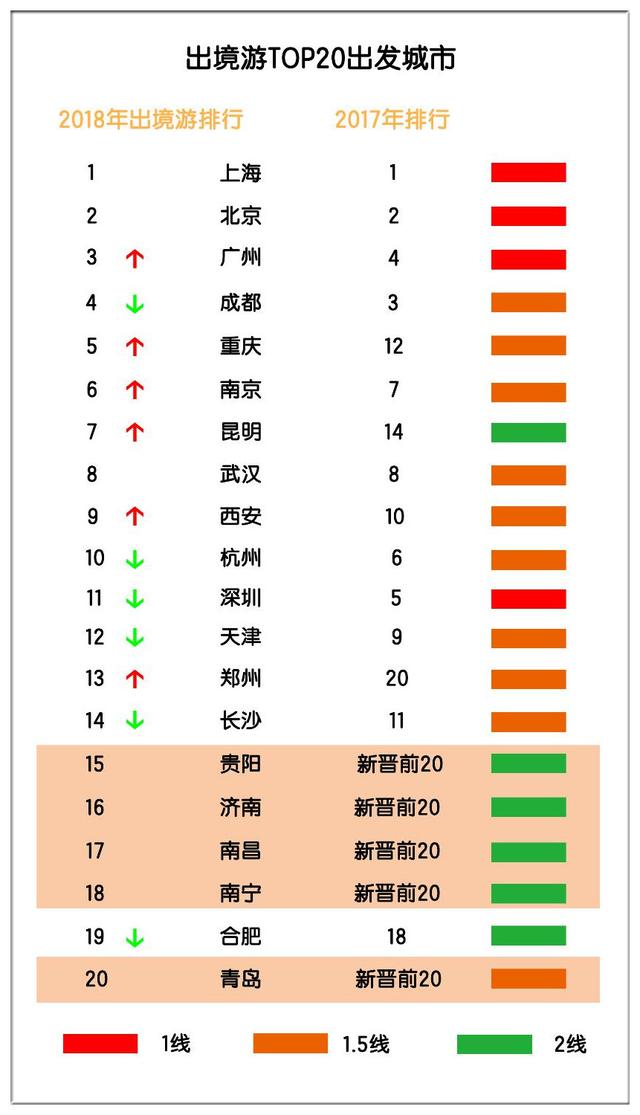 出境游TOP20出发城市
2018年出境游排行 2017年排行
1 上海 1
2 北京 2
3 ↑ 广州 4
4 ↓ 成都 3
5 ↑ 重庆 12
6 ↑ 南京 7
7 ↑ 昆明 14
8 武汉 8
9 ↑ 西安 10
10 ↓ 杭州 6
11 ↓ 深圳 5
12 ↓ 天津 9
13 ↑ 郑州 20
14 ↓ 长沙 11
15 贵阳 新晋前20
16 济南 新晋前20
17 南昌 新晋前20
18 南宁 新晋前20
19 ↓ 合肥 18
20 青岛 新晋前20
1线 1.5线 2线